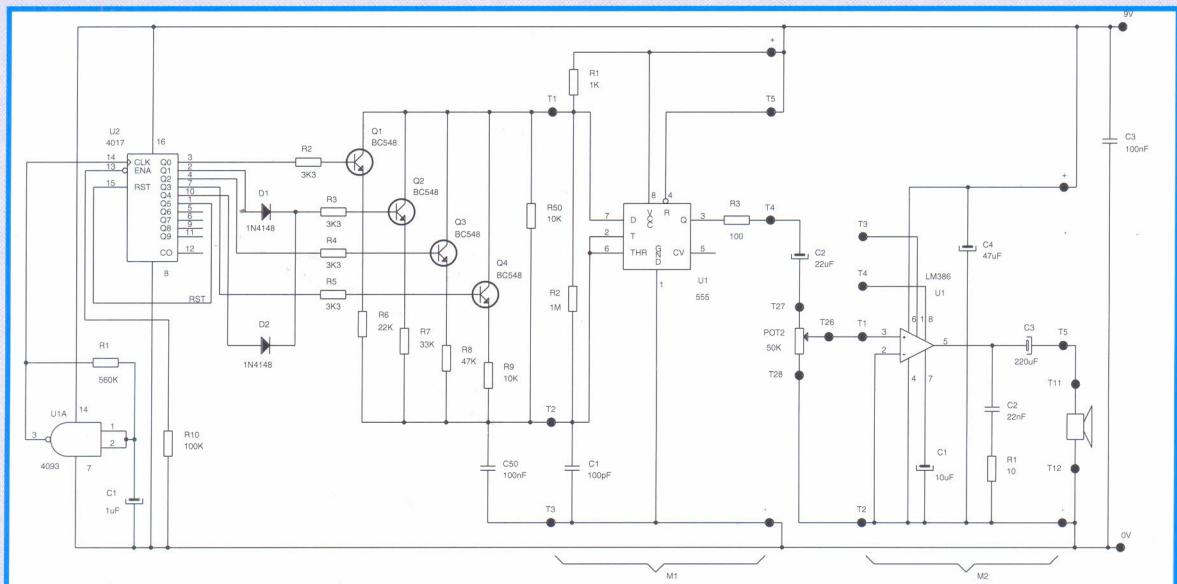 9V
U2
4017
16
14
13
15
CLK
ENA
RST
Q0
Q1
Q2
Q3
Q4
Q5
Q6
Q7
Q8
Q9
CO
3
2
4
7
10
1
5
6
9
11
12
8
RST
R1
560K
U1A
14
3
1
2
4093
7
C1
1uF
R10
100K
D1
1N4148
D2
1N4148
R2
3K3
R3
3K3
R4
3K3
R5
3K3
Q1
BC548
Q2
BC548
Q3
BC548
Q4
BC548
R6
22K
R7
33K
R8
47K
R9
10K
R50
10K
C50
100nF
T1
T2
T3
R1
1K
R2
1M
C1
100pF
+
T5
8
4
7
2
6
D
T
THR
VCC
R
Q
GND
CV
3
5
1
U1
555
R3
100
T4
-
M1
C2
22uF
T27
POT2
50K
T26
T28
T1
T3
T4
T2
C4
47uF
LM386
U1
6
1
8
3
+
2
-
5
4
7
C1
10uF
C2
22nF
R1
10
C3
220uF
T5
T11
T12
+
-
C3
100nF
0V
M2